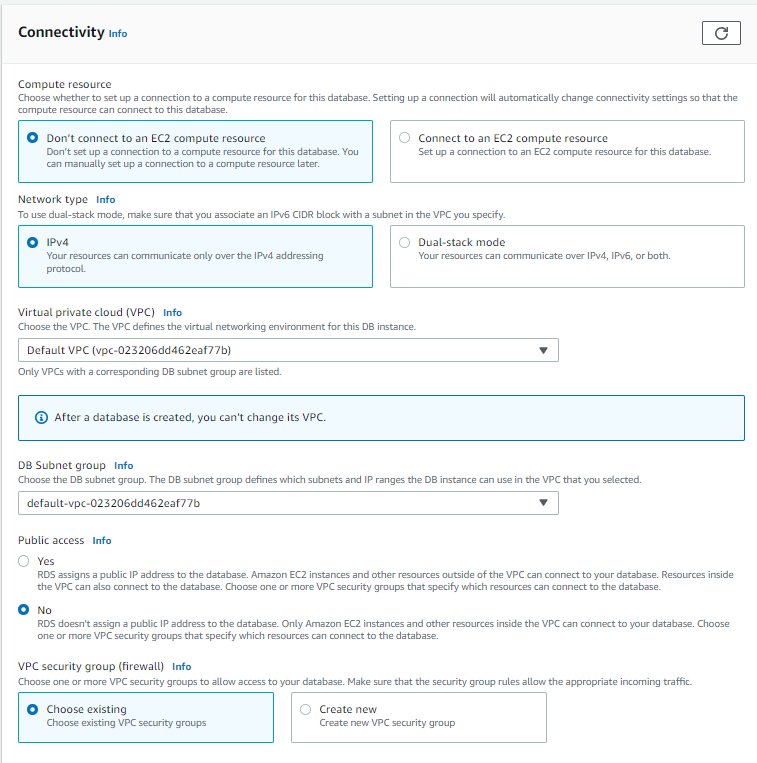 Connectivity Info
Compute resource
Choose whether to set up a connection to a compute resource for this database. Setting up a connection will automatically change connectivity settings so that the
compute resource can connect to this database.
Don't connect to an EC2 compute resource
Don't set up a connection to a compute resource for this database. You
can manually set up a connection to a compute resource later.
Connect to an EC2 compute resource
Set up a connection to an EC2 compute resource for this database.
Network type Info
To use dual-stack mode, make sure that you associate an IPv6 CIDR block with a subnet in the VPC you specify.
IPv4
Your resources can communicate only over the IPv4 addressing
protocol.
Dual-stack mode
Your resources can communicate over IPv4, IPv6, or both.
Virtual private cloud (VPC) Info
Choose the VPC. The VPC defines the virtual networking environment for this DB instance.
Default VPC (vpc-023206dd462eaf77b)
Only VPCs with a corresponding DB subnet group are listed.
After a database is created, you can't change its VPC.
DB Subnet group Info
Choose the DB subnet group. The DB subnet group defines which subnets and IP ranges the DB instance can use in the VPC that you selected.
default-vpc-023206dd462eaf77b
Public access Info
Yes
RDS assigns a public IP address to the database. Amazon EC2 instances and other resources outside of the VPC can connect to your database. Resources inside
the VPC can also connect to the database. Choose one or more VPC security groups that specify which resources can connect to the database.
No
RDS doesn't assign a public IP address to the database. Only Amazon EC2 instances and other resources inside the VPC can connect to your database. Choose
one or more VPC security groups that specify which resources can connect to the database.
VPC security group (firewall) Info
Choose one or more VPC security groups to allow access to your database. Make sure that the security group rules allow the appropriate incoming traffic.
Choose existing
Choose existing VPC security groups
Create new
Create new VPC security group